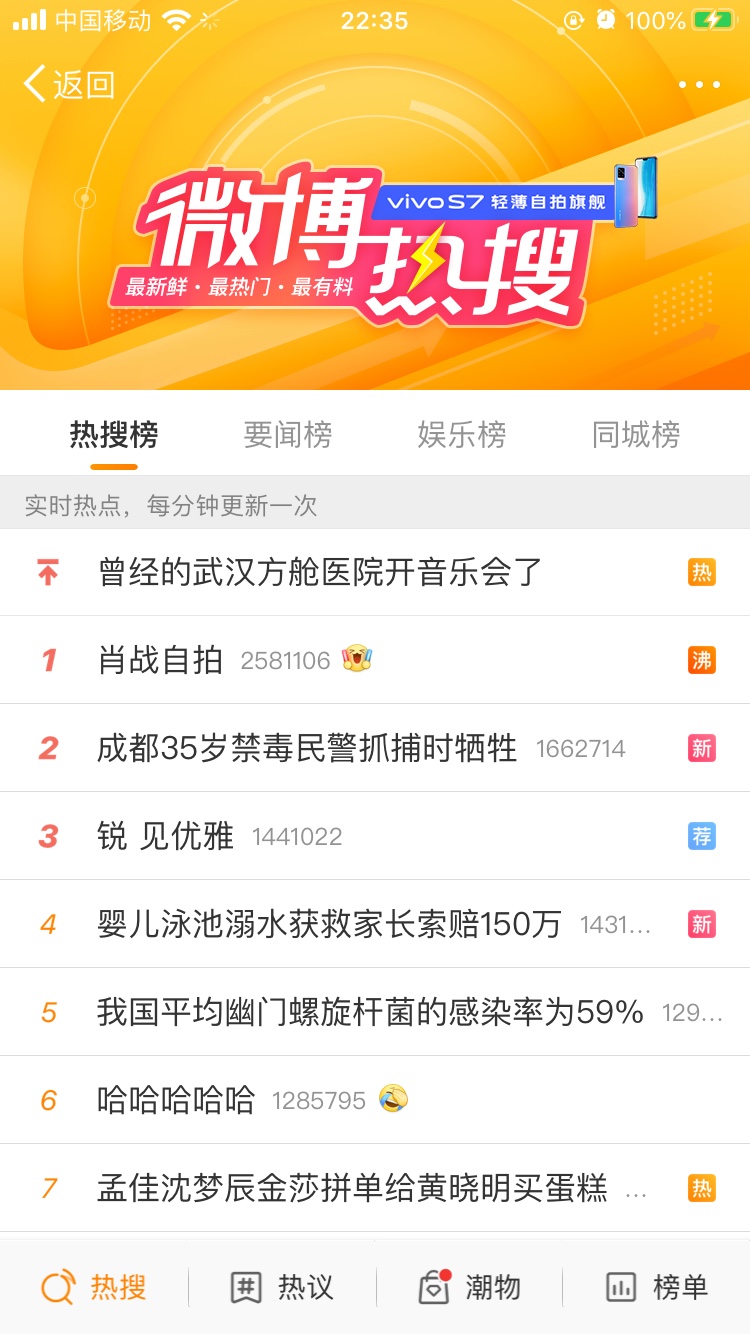 中国移动 22:35 100%
返回
微博热搜
vivo S7 轻薄自拍旗舰
最新鲜·最热门·最有料
热搜榜 要闻榜 娱乐榜 同城榜
实时热点，每分钟更新一次
曾经的武汉方舱医院开音乐会了 热
1 肖战自拍 2581106 沸
2 成都35岁禁毒民警抓捕时牺牲 1662714 新
3 锐 见优雅 1441022 荐
4 婴儿泳池溺水获救家长索赔150万 1431... 新
5 我国平均幽门螺旋杆菌的感染率为59% 129...
6 哈哈哈哈哈 1285795
7 孟佳沈梦辰金莎拼单给黄晓明买蛋糕 ... 热
热搜 热议 潮物 榜单